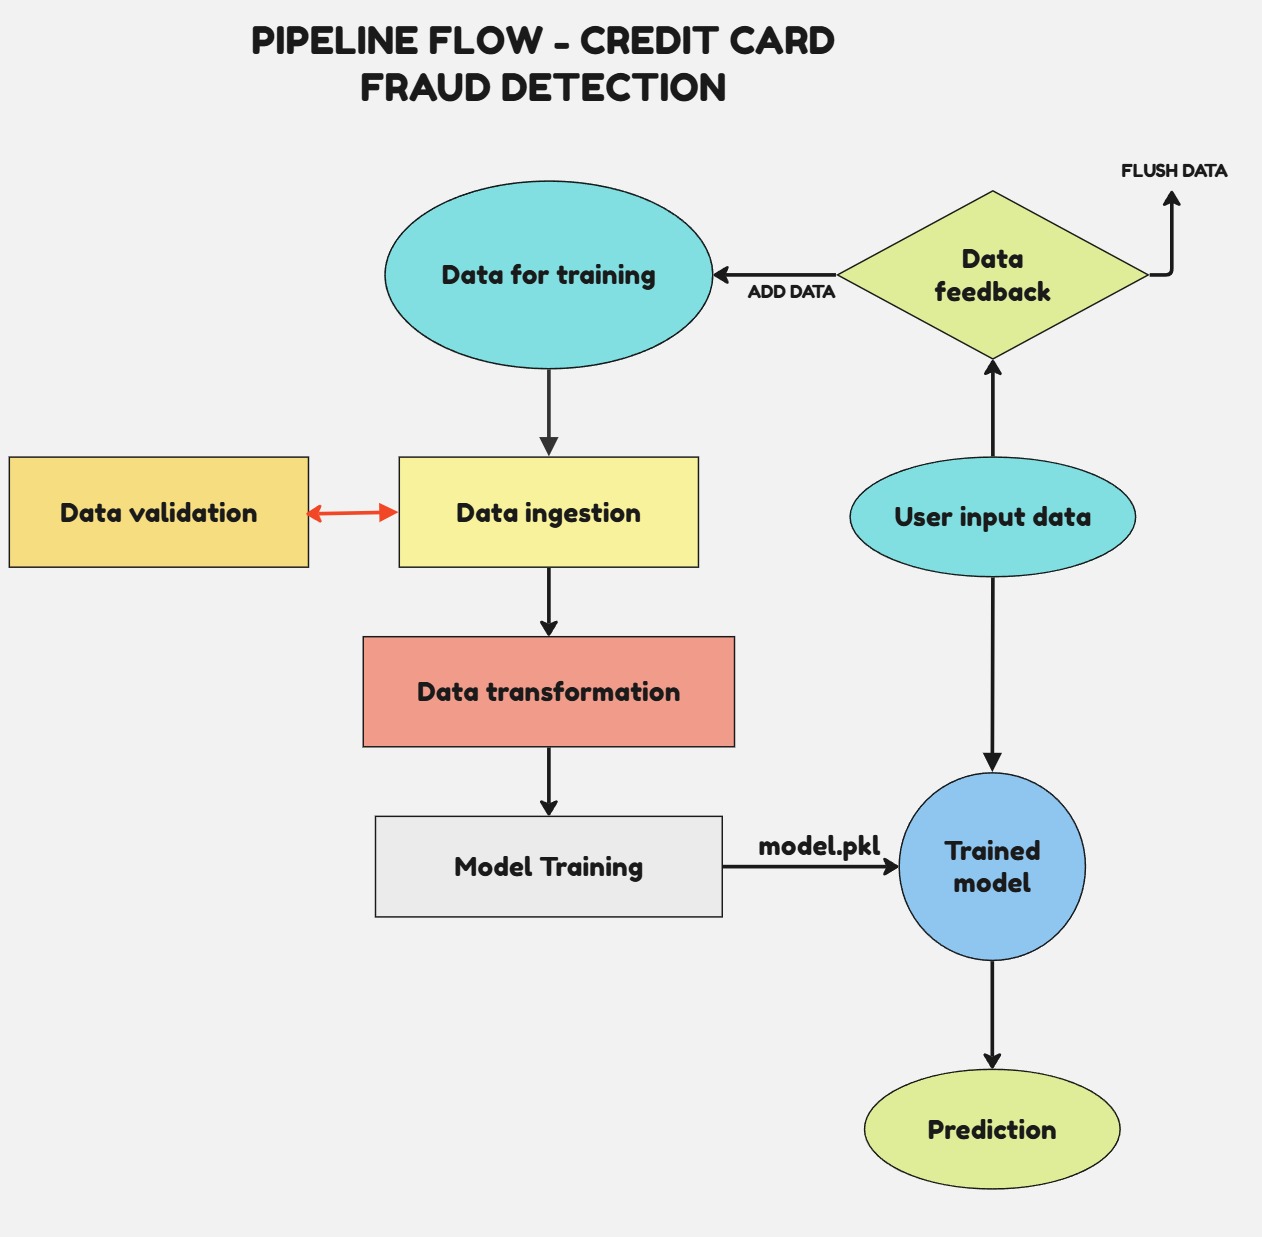 PIPELINE FLOW - CREDIT CARD
FRAUD DETECTION
FLUSH DATA
Data for training
ADD DATA
Data
feedback
Data validation
Data ingestion
User input data
Data transformation
Model Training
model.pkl
Trained
model
Prediction